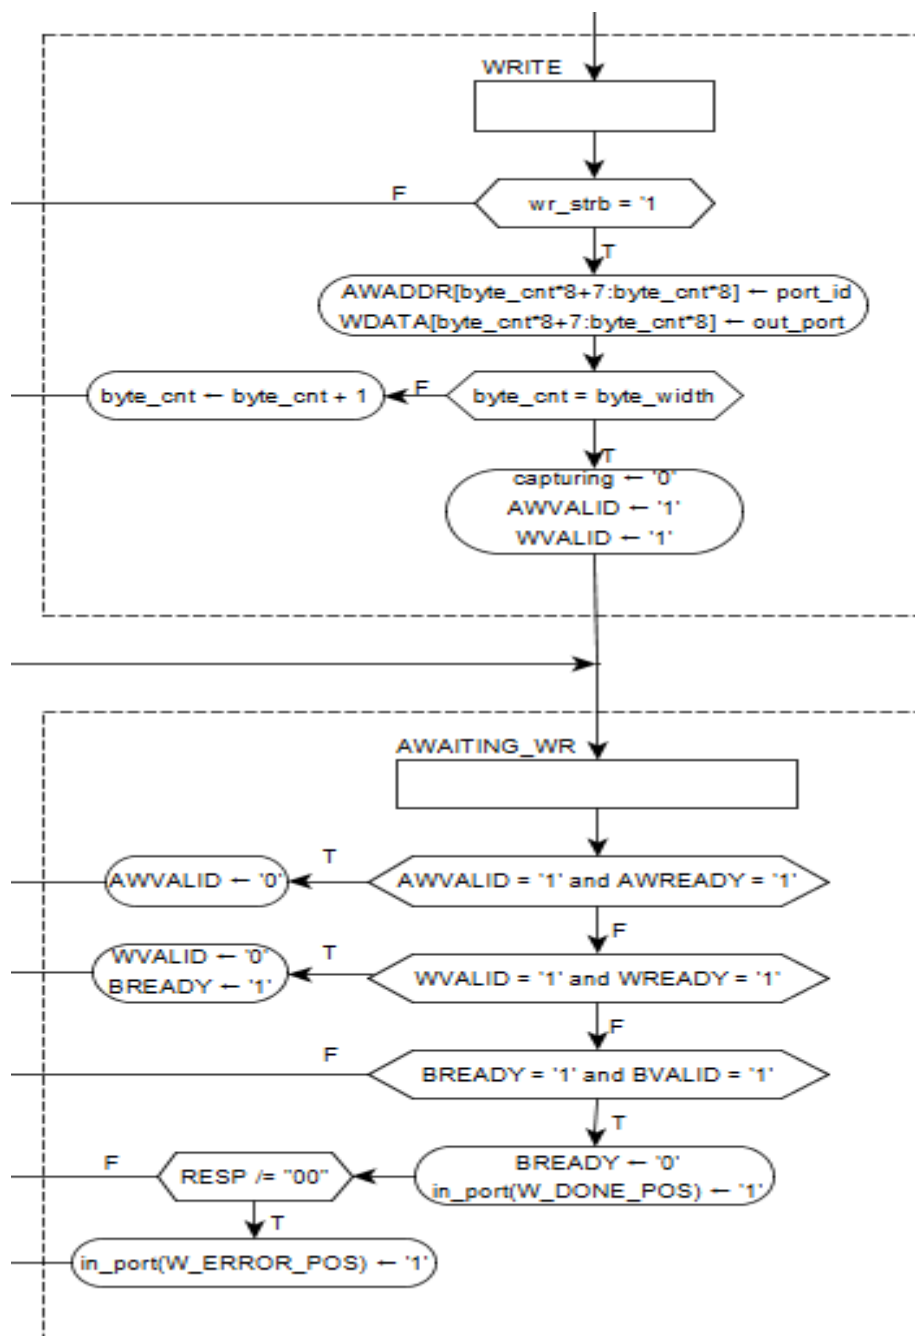 WRITE
F
wr_strb = '1
T
AWADDR[byte_cnt*8+7:byte_cnt*8] ← port_id
WDATA[byte_cnt*8+7:byte_cnt*8] ← out_port
byte_cnt ← byte_cnt + 1
F
byte_cnt = byte_width
T
capturing ← '0'
AWVALID ← '1'
WVALID ← '1'
AWAITING_WR
AWVALID ← '0'
T
AWVALID = '1' and AWREADY = '1'
F
WVALID ← '0'
BREADY ← '1'
T
WVALID = '1' and WREADY = '1'
F
F
BREADY = '1' and BVALID = '1'
T
F
RESP /= "00"
BREADY ← '0'
in_port(W_DONE_POS) ← '1'
T
in_port(W_ERROR_POS) ← '1'